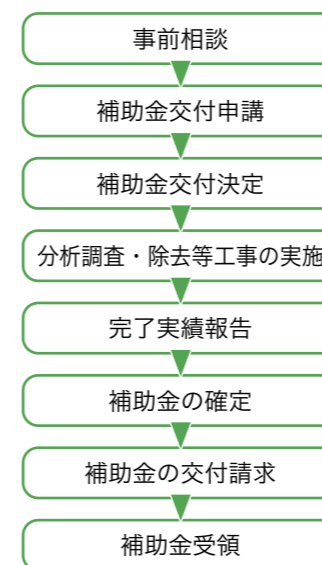 事前相談
補助金交付申講
補助金交付決定
分析調査・除去等工事の実施
完了実績報告
補助金の確定
補助金の交付請求
補助金受領